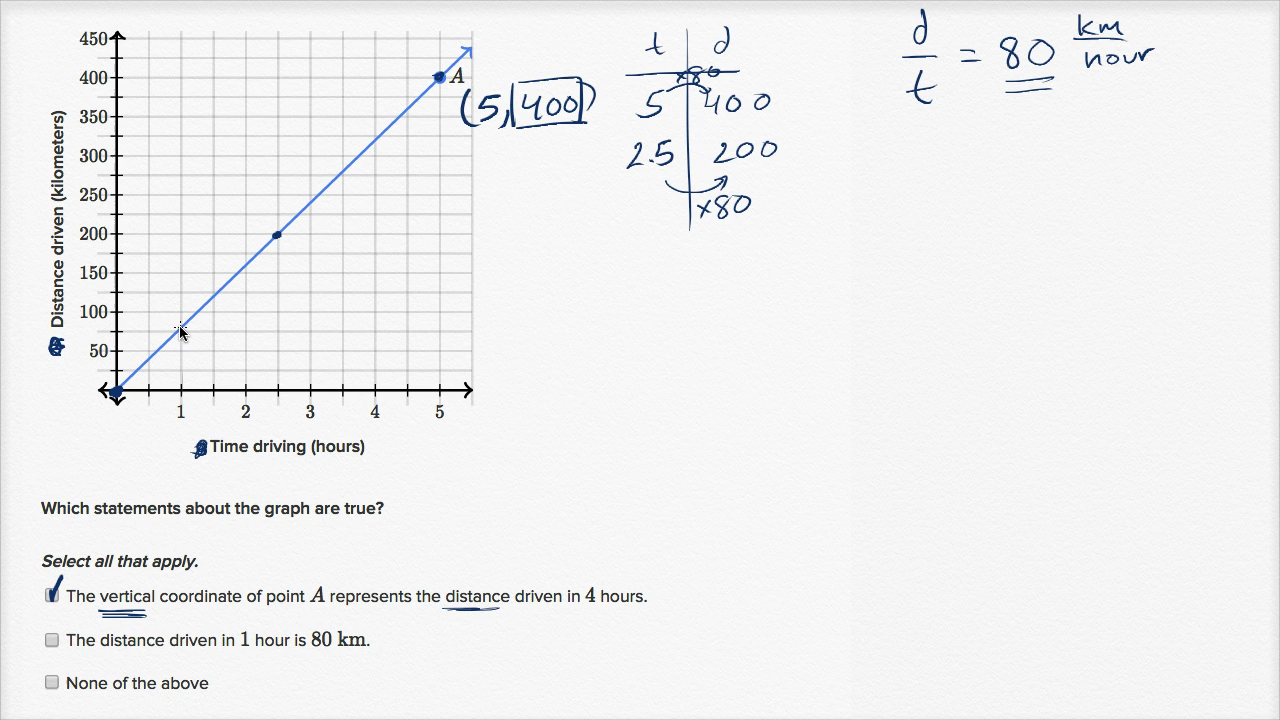 450
400
350
300
250
200
150
100
50
Distance driven (kilometers)
A
1 2 3 4 5
Time driving (hours)
(5, 400)
t d
×80
5 400
2.5 200
×80
d/t = 80 km/hour
Which statements about the graph are true?
Select all that apply.
The vertical coordinate of point A represents the distance driven in 4 hours.
The distance driven in 1 hour is 80 km.
None of the above